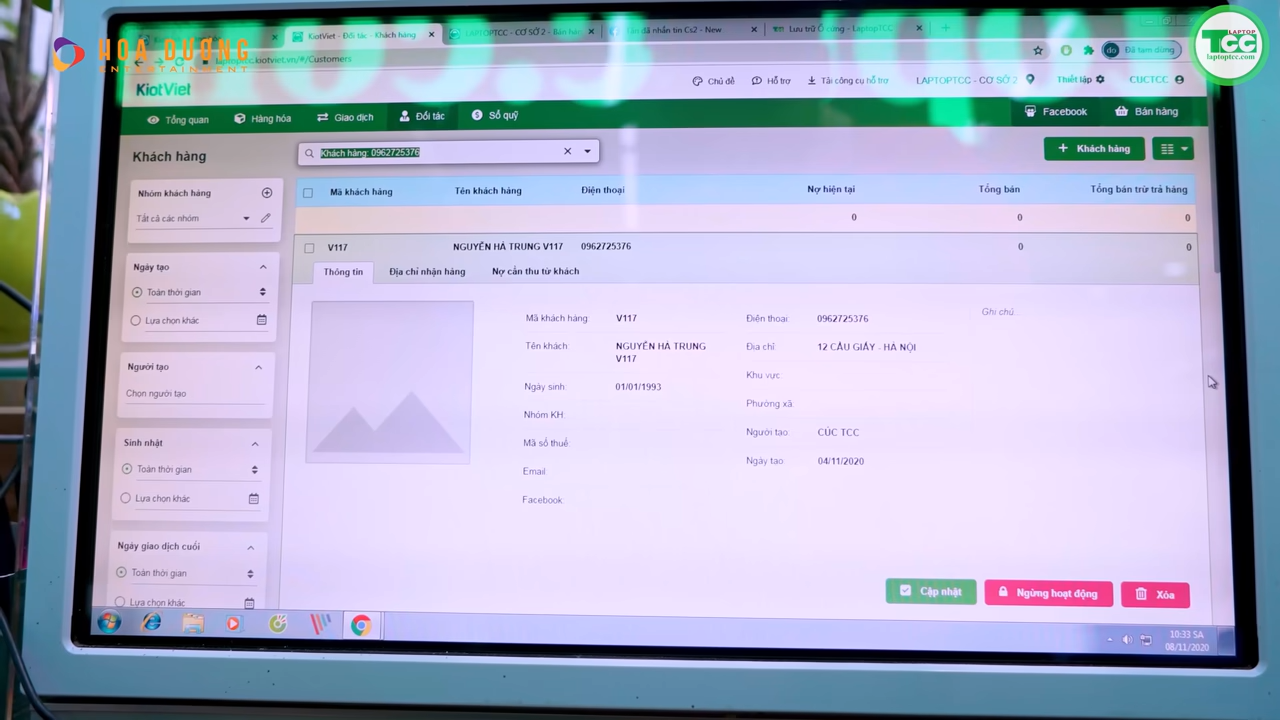 HOA DƯƠNG
ENTERTAINMENT
LAPTOP
TCC
laptoptcc.com
KiotViet - Đối tác - Khách hàng
LAPTOPTCC - CƠ SỞ 2 - Bán hàn
đã nhắn tin Cs2 - New
Lưu trữ Ổ cứng - LaptopTCC
laptoptcc.kiotviet.vn/#/Customers
do Đã tạm dừng
KiotViet
Chủ đề
Hỗ trợ
Tải công cụ hỗ trợ
LAPTOPTCC - CƠ SỞ 2
Thiết lập
CUCTCC
Tổng quan
Hàng hóa
Giao dịch
Đối tác
Sổ quỹ
Facebook
Bán hàng
Khách hàng
Khách hàng: 0962725376
Khách hàng
Nhóm khách hàng
Tất cả các nhóm
Ngày tạo
Toàn thời gian
Lựa chọn khác
Người tạo
Chọn người tạo
Sinh nhật
Toàn thời gian
Lựa chọn khác
Ngày giao dịch cuối
Toàn thời gian
Lựa chọn khác
Mã khách hàng Tên khách hàng Điện thoại Nợ hiện tại Tổng bán Tổng bán trừ trả hàng
0 0 0
V117 NGUYỄN HÀ TRUNG V117 0962725376 0 0
Thông tin Địa chỉ nhận hàng Nợ cần thu từ khách
Mã khách hàng: V117
Tên khách: NGUYỄN HÀ TRUNG
V117
Ngày sinh: 01/01/1993
Nhóm KH:
Mã số thuế:
Email:
Facebook:
Điện thoại: 0962725376
Địa chỉ: 12 CẦU GIẤY - HÀ NỘI
Khu vực:
Phường xã:
Người tạo: CÚC TCC
Ngày tạo: 04/11/2020
Ghi chú...
Cập nhật
Ngừng hoạt động
Xóa
10:33 SA
08/11/2020